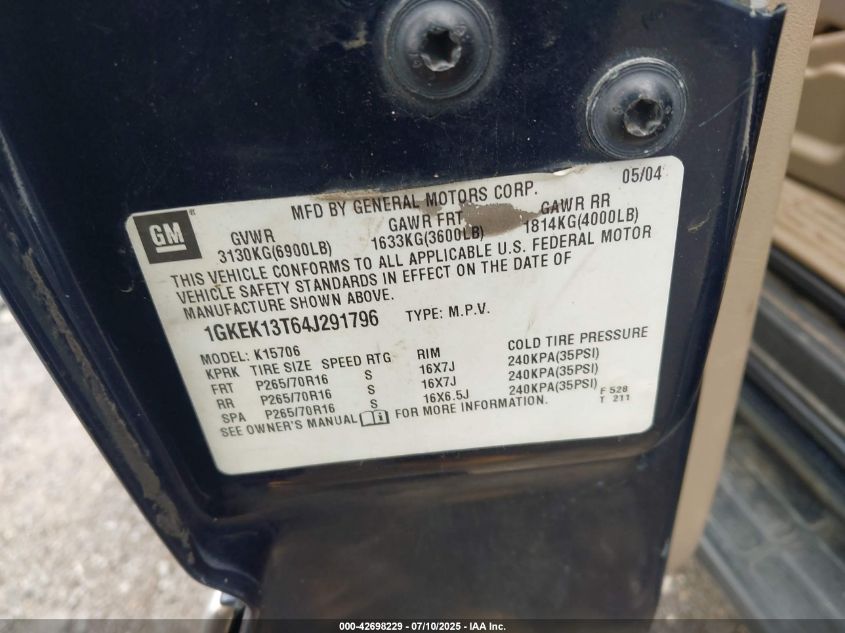 MFD BY GENERAL MOTORS CORP. 05/04
GM ®
GVWR GAWR FRT GAWR RR
3130KG(6900LB) 1633KG(3600LB) 1814KG(4000LB)
THIS VEHICLE CONFORMS TO ALL APPLICABLE U.S. FEDERAL MOTOR
VEHICLE SAFETY STANDARDS IN EFFECT ON THE DATE OF
MANUFACTURE SHOWN ABOVE.
1GKEK13T64J291796 TYPE: M.P.V.
MODEL: K15706
KPRK TIRE SIZE SPEED RTG RIM COLD TIRE PRESSURE
FRT P265/70R16 S 16X7J 240KPA(35PSI)
RR P265/70R16 S 16X7J 240KPA(35PSI)
SPA P265/70R16 S 16X6.5J 240KPA(35PSI)
SEE OWNER'S MANUAL FOR MORE INFORMATION.
F 528
T 211
000-42698229 - 07/10/2025 - IAA Inc.